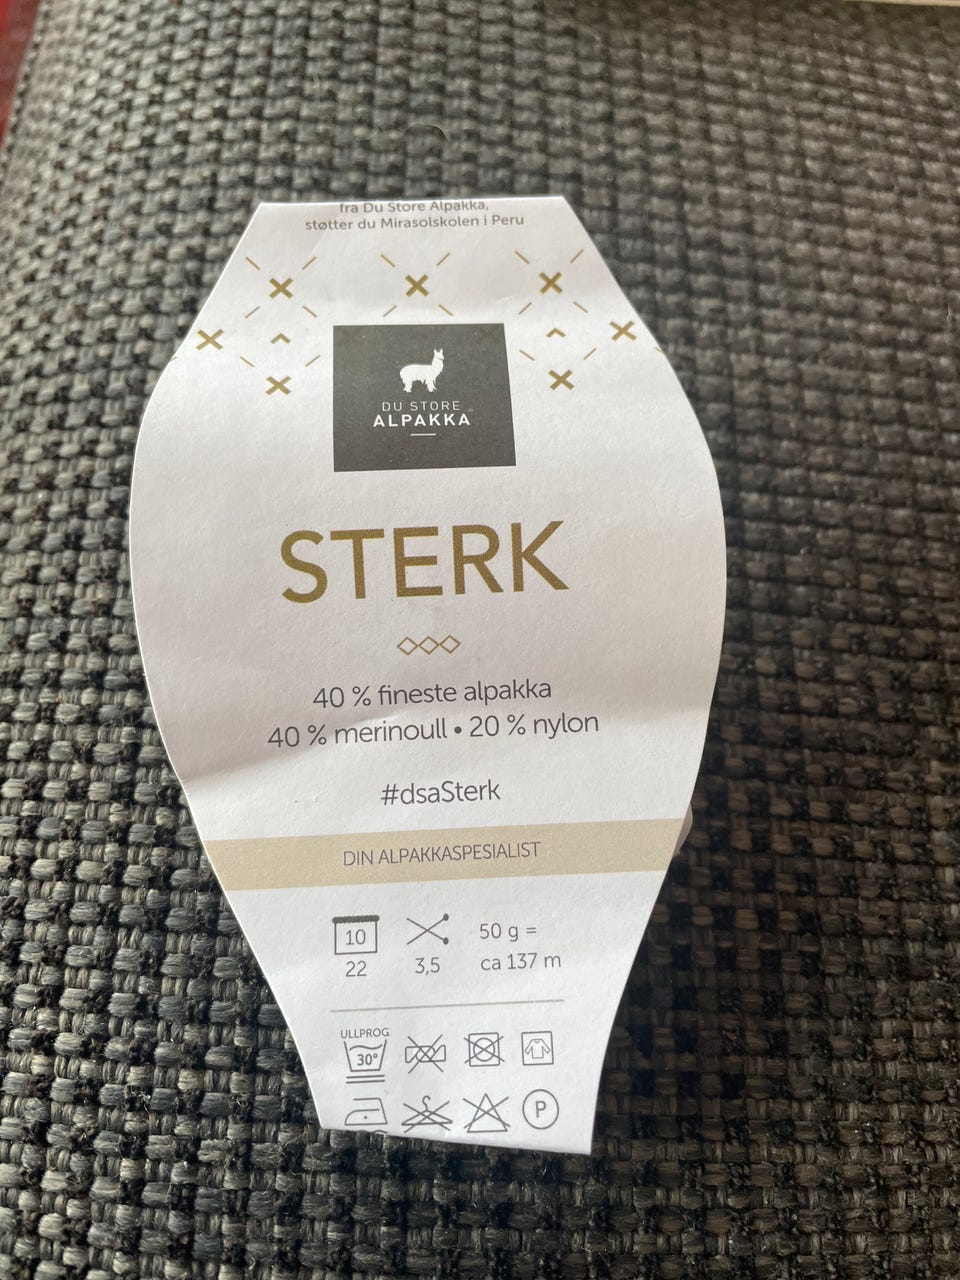 fra Du Store Alpakka,
støtter du Mirasolskolen i Peru
DU STORE
ALPAKKA
STERK
40 % fineste alpakka
40 % merinoull • 20 % nylon
#dsaSterk
DIN ALPAKKASPESIALIST
10
22
3,5
50 g =
ca 137 m
ULLPROG
30°
P